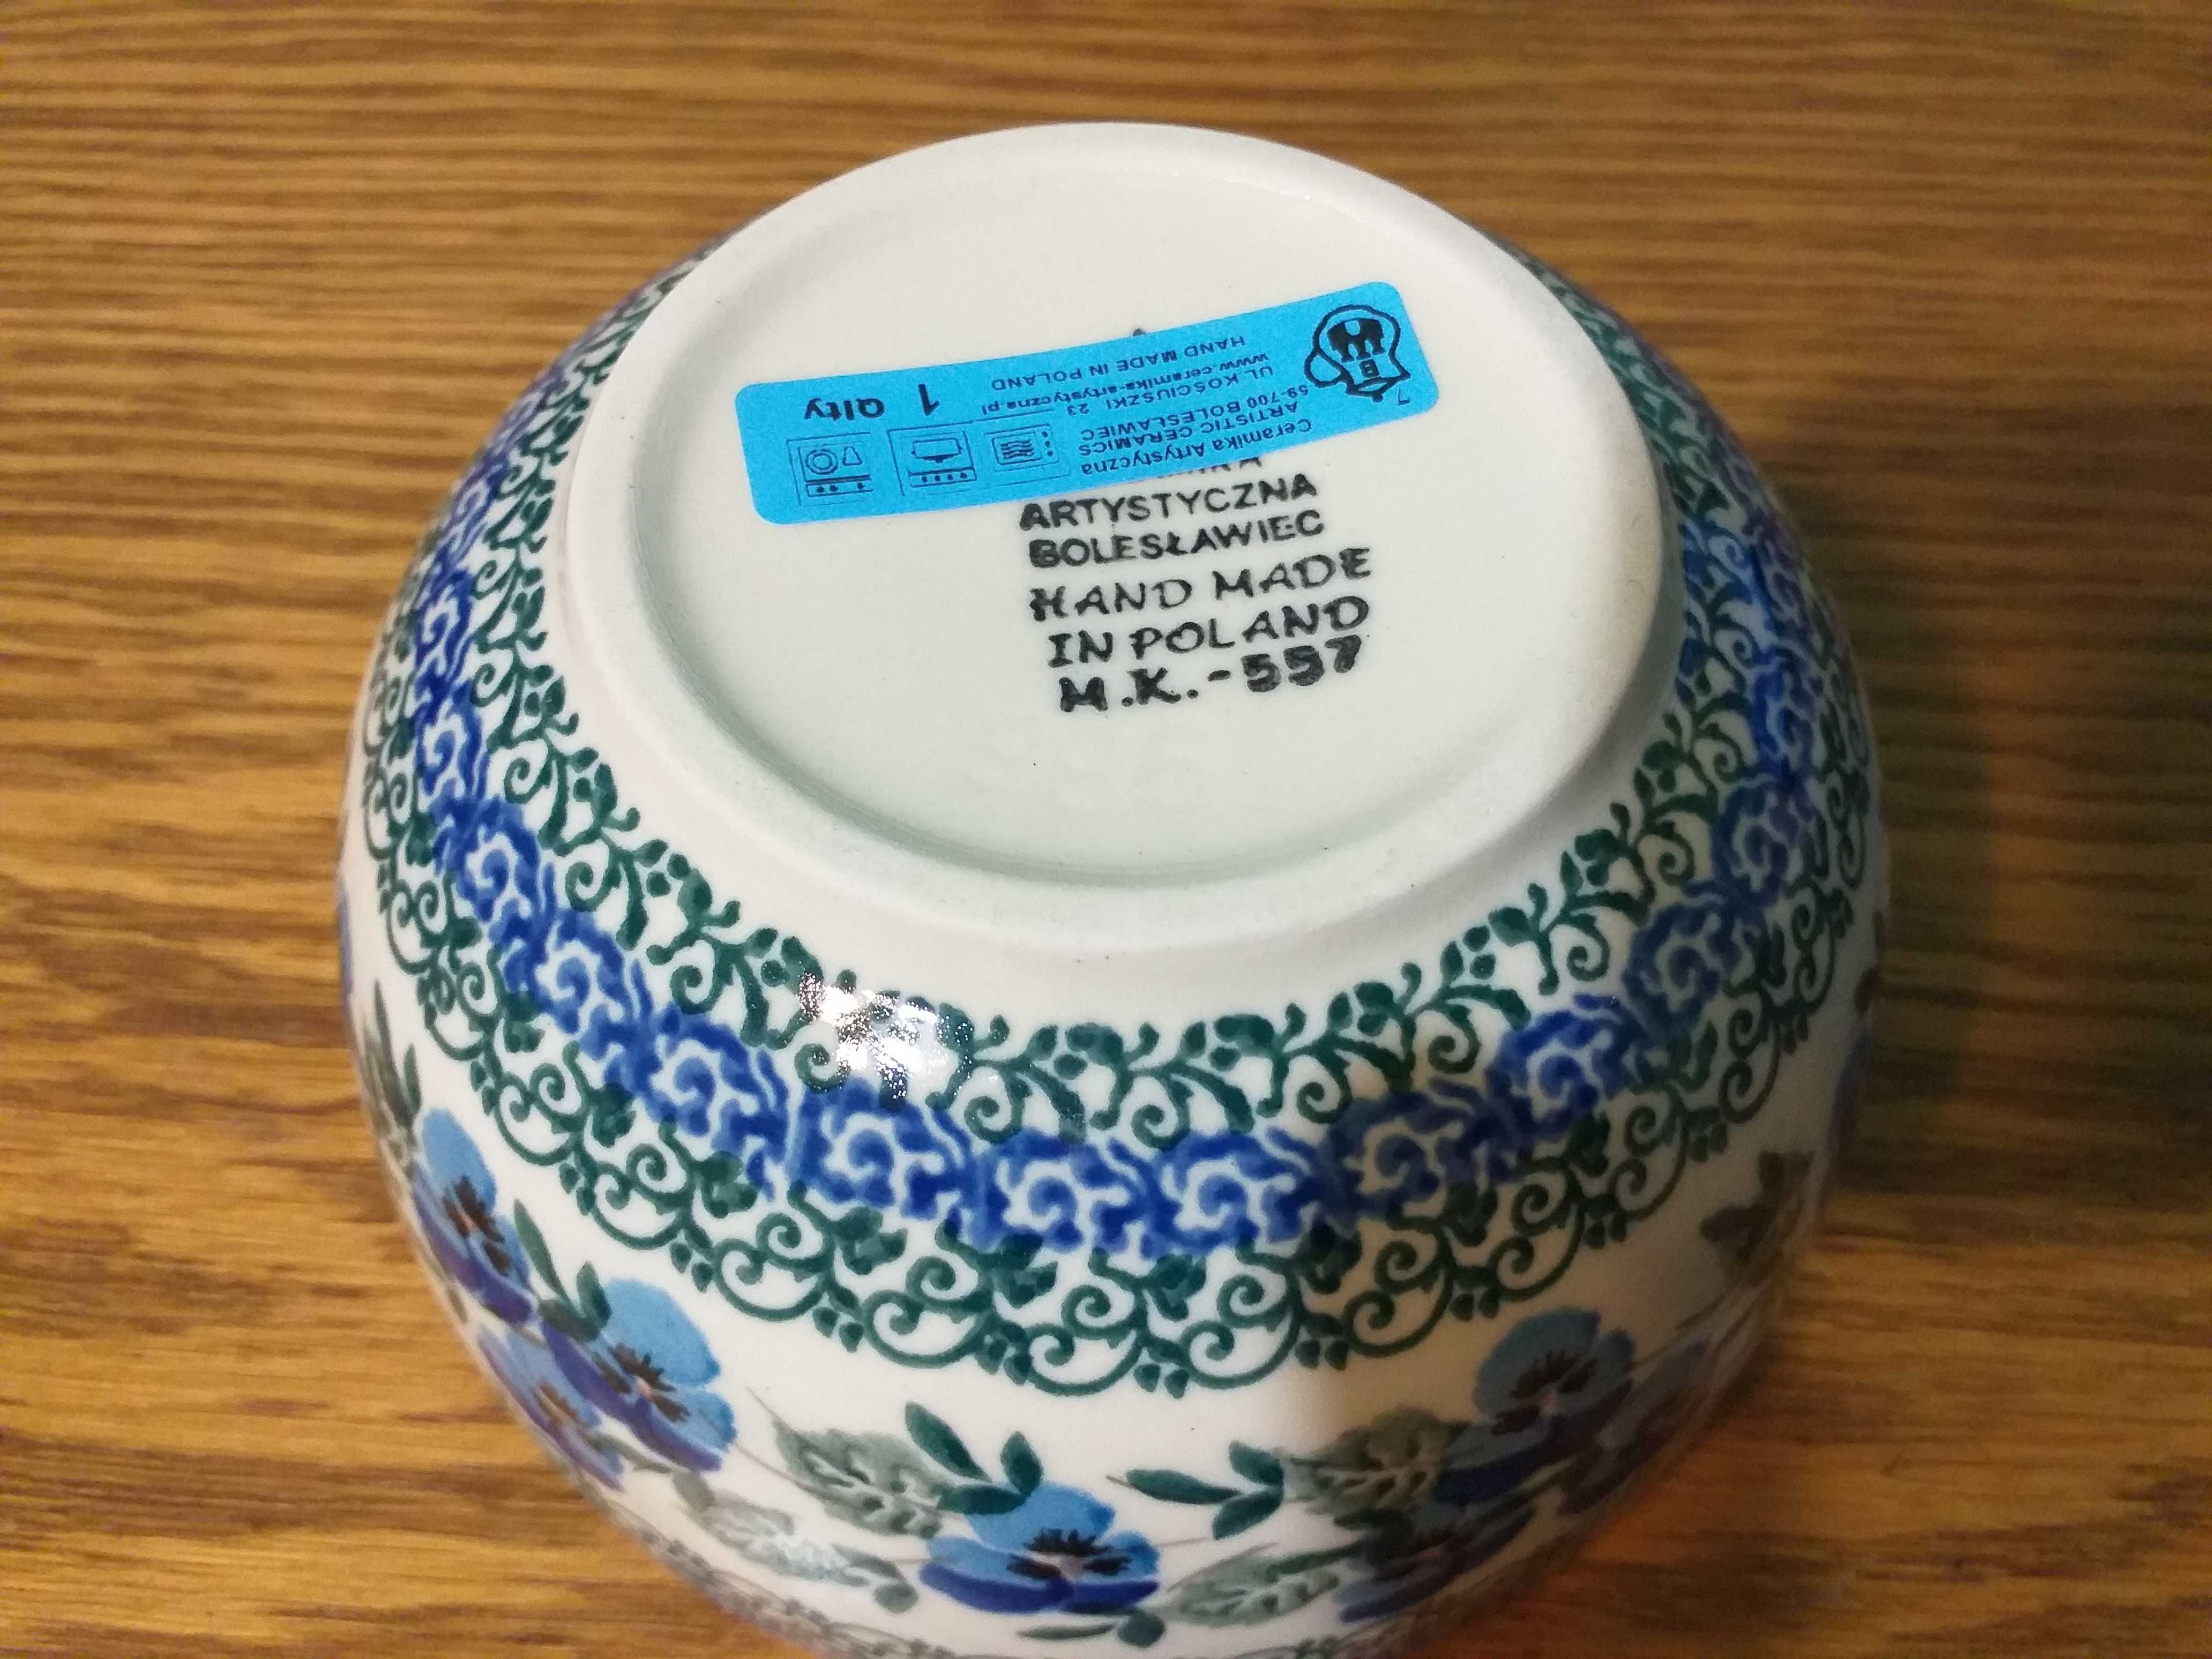 Ceramika Artystyczna
ARTISTIC CERAMICS
59-700 BOLESŁAWIEC
UL KOŚCIUSZKI 23
www.ceramika-artystyczna.pl
HAND MADE IN POLAND
Qlty 1
B
ARTYSTYCZNA
BOLESŁAWIEC
HAND MADE
IN POLAND
M.K.-557